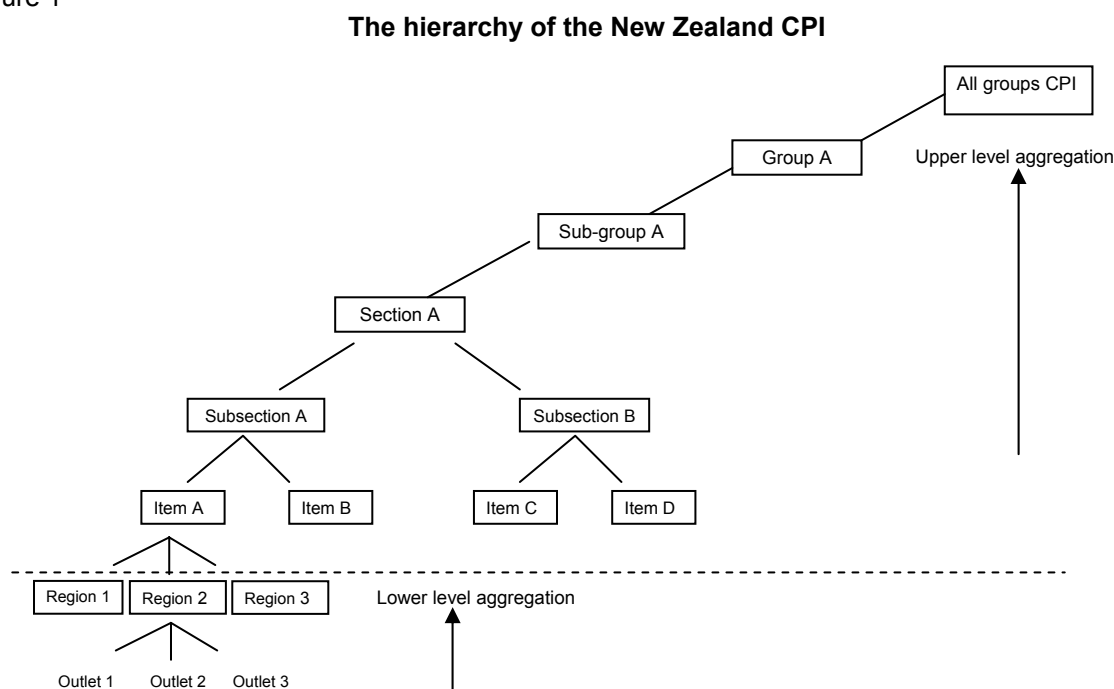 The hierarchy of the New Zealand CPI
All groups CPI
Group A
Upper level aggregation
Sub-group A
Section A
Subsection A
Subsection B
Item A
Item B
Item C
Item D
Region 1
Region 2
Region 3
Lower level aggregation
Outlet 1
Outlet 2
Outlet 3